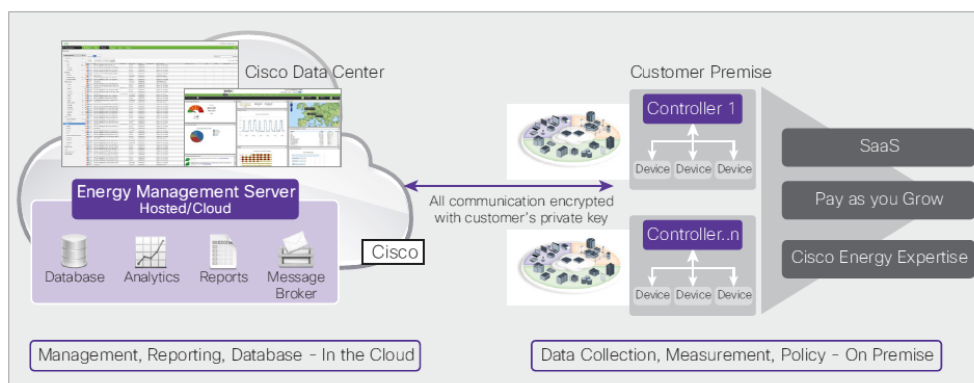 Cisco Data Center
Energy Management Server
Hosted/Cloud
Database
Analytics
Reports
Message
Broker
Cisco
All communication encrypted
with customer's private key
Customer Premise
Controller 1
Device Device Device
Controller..n
Device Device Device
SaaS
Pay as you Grow
Cisco Energy Expertise
Management, Reporting, Database - In the Cloud
Data Collection, Measurement, Policy - On Premise